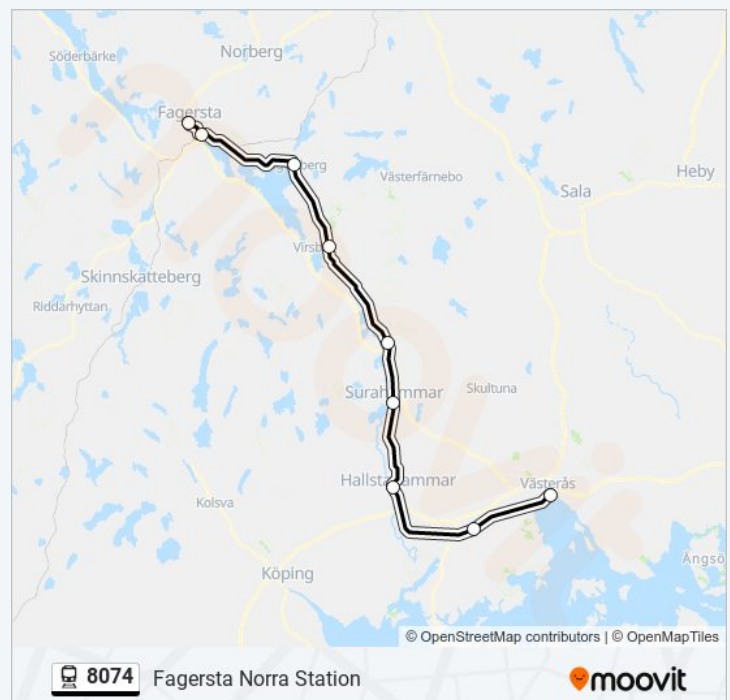 Söderbärke
Norberg
Fagersta
Västerfärnebo
Heby
Sala
Virsb
Skinnskatteberg
Riddarhyttan
Surahammar
Skultuna
Hallstahammar
Västerås
Kolsva
Köping
Ängsö
© OpenStreetMap contributors | © OpenMapTiles
8074 Fagersta Norra Station
moovit